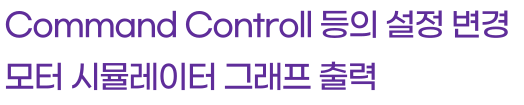 Command Controll 등의 설정 변경
모터 시뮬레이터 그래프 출력